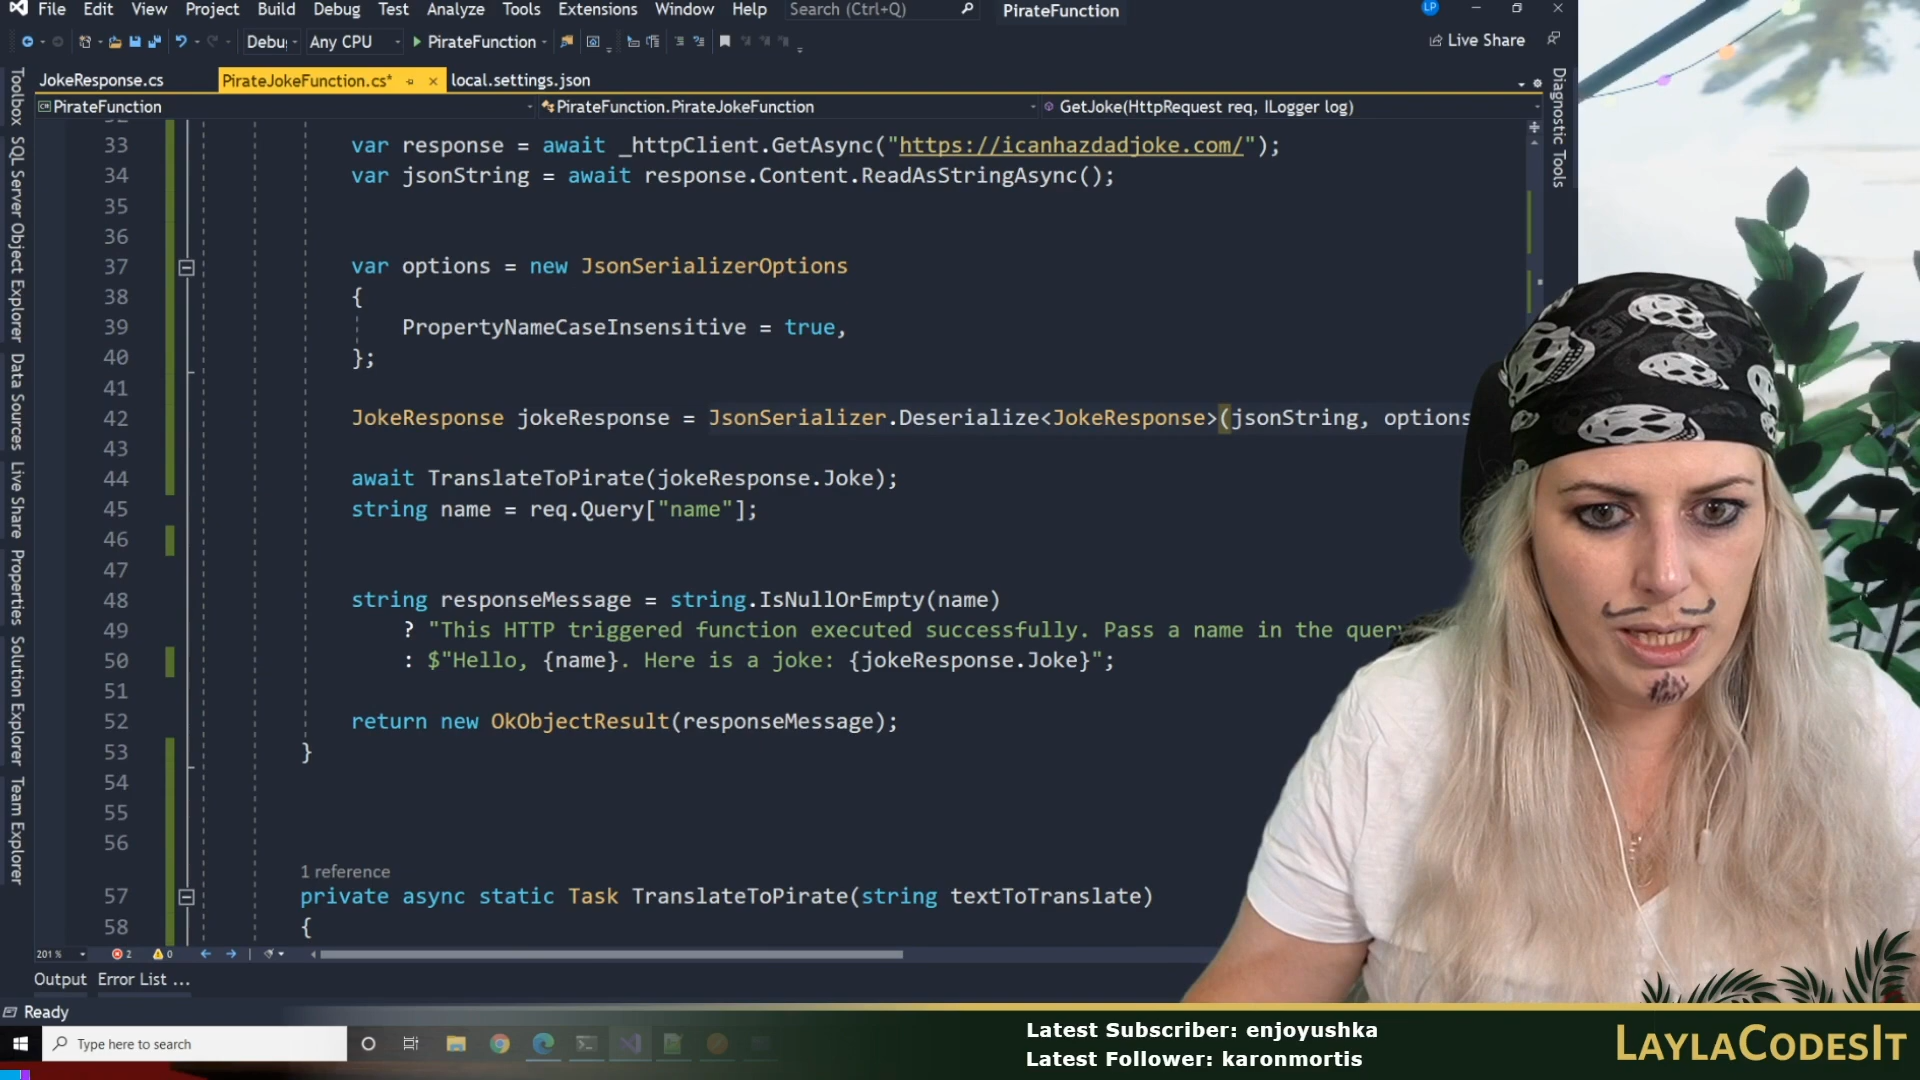 File Edit View Project Build Debug Test Analyze Tools Extensions Window Help Search (Ctrl+Q) PirateFunction LP
Debu Any CPU PirateFunction Live Share
JokeResponse.cs PirateJokeFunction.cs* local.settings.json
PirateFunction PirateFunction.PirateJokeFunction GetJoke(HttpRequest req, ILogger log)
Toolbox
SQL Server Object Explorer
Data Sources
Live Share
Properties
Solution Explorer
Team Explorer
Diagnostic Tools
33 var response = await _httpClient.GetAsync("https://icanhazdadjoke.com/");
34 var jsonString = await response.Content.ReadAsStringAsync();
35
36
37 var options = new JsonSerializerOptions
38 {
39 PropertyNameCaseInsensitive = true,
40 };
41
42 JokeResponse jokeResponse = JsonSerializer.Deserialize<JokeResponse>(jsonString, options
43
44 await TranslateToPirate(jokeResponse.Joke);
45 string name = req.Query["name"];
46
47
48 string responseMessage = string.IsNullOrEmpty(name)
49 ? "This HTTP triggered function executed successfully. Pass a name in the query
50 : $"Hello, {name}. Here is a joke: {jokeResponse.Joke}";
51
52 return new OkObjectResult(responseMessage);
53 }
54
55
56
1 reference
57 private async static Task TranslateToPirate(string textToTranslate)
58 {
201 % 2 0
Output Error List ...
Ready
Type here to search
Latest Subscriber: enjoyushka
Latest Follower: karonmortis
LAYLACODESIT